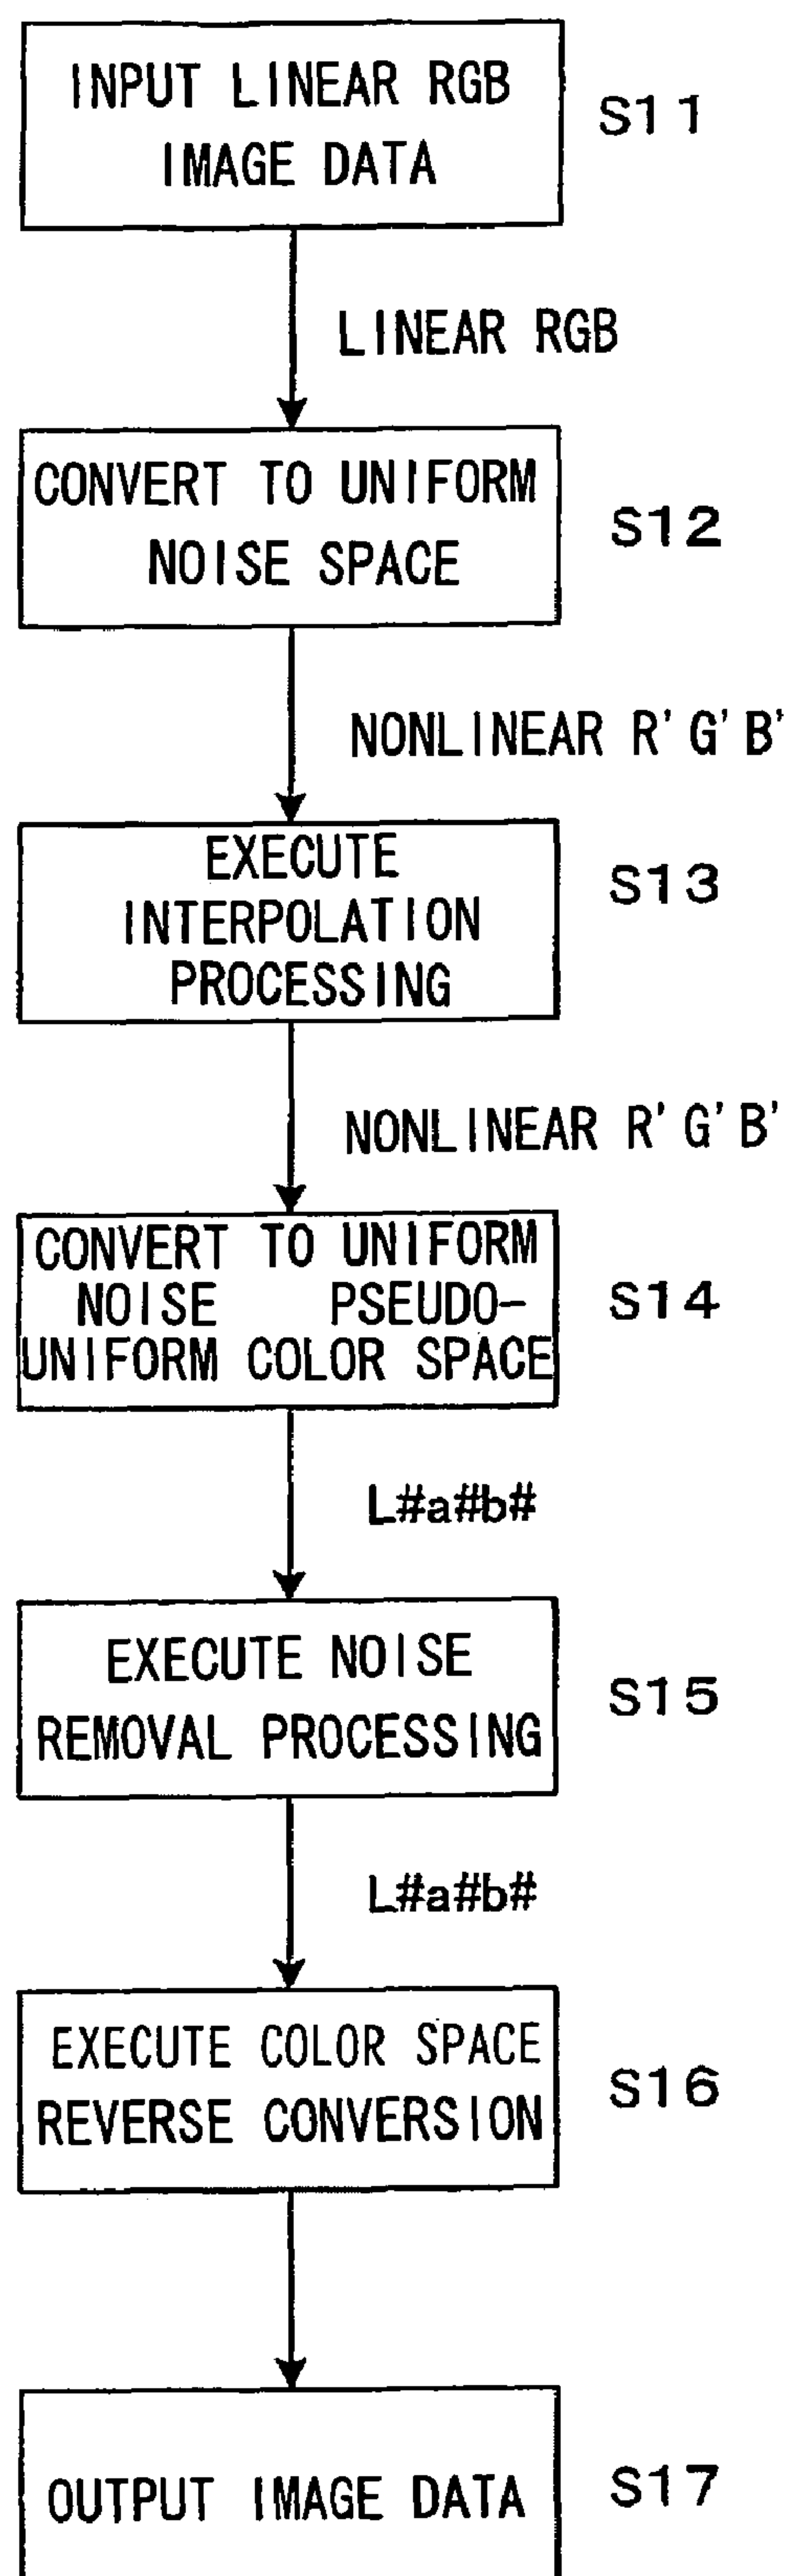 INPUT LINEAR RGB
IMAGE DATA
S11
LINEAR RGB
CONVERT TO UNIFORM
NOISE SPACE
S12
NONLINEAR R'G'B'
EXECUTE
INTERPOLATION
PROCESSING
S13
NONLINEAR R'G'B'
CONVERT TO UNIFORM
NOISE PSEUDO-
UNIFORM COLOR SPACE
S14
L#a#b#
EXECUTE NOISE
REMOVAL PROCESSING
S15
L#a#b#
EXECUTE COLOR SPACE
REVERSE CONVERSION
S16
OUTPUT IMAGE DATA
S17